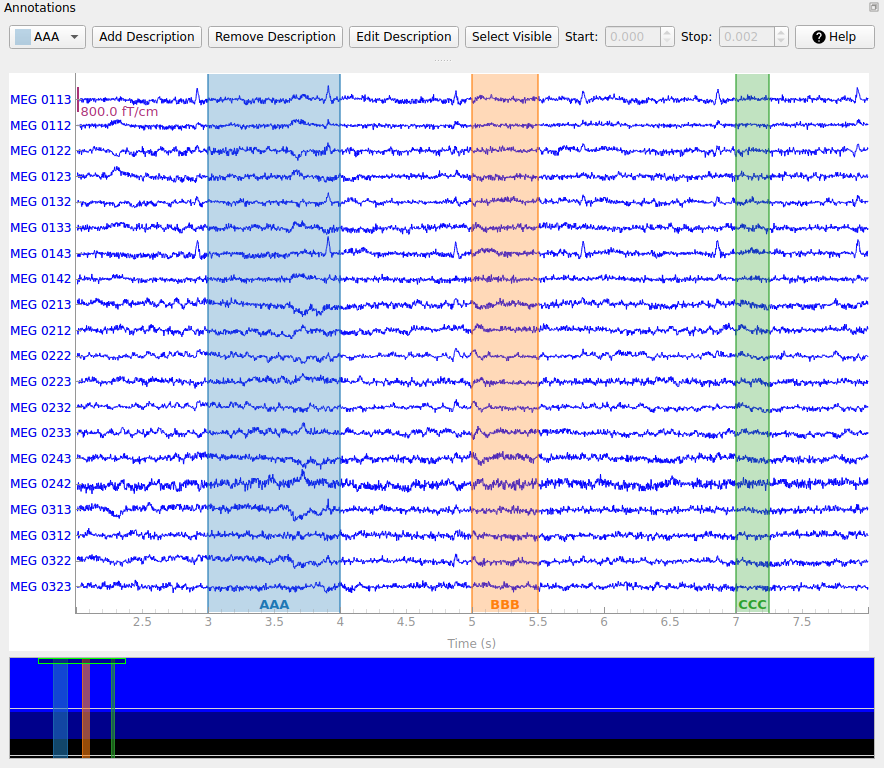 Annotations
AAA Add Description Remove Description Edit Description Select Visible Start: 0.000 Stop: 0.002 ? Help
MEG 0113
800.0 fT/cm
MEG 0112
MEG 0122
MEG 0123
MEG 0132
MEG 0133
MEG 0143
MEG 0142
MEG 0213
MEG 0212
MEG 0222
MEG 0223
MEG 0232
MEG 0233
MEG 0243
MEG 0242
MEG 0313
MEG 0312
MEG 0322
MEG 0323
AAA BBB CCC
2.5 3 3.5 4 4.5 5 5.5 6 6.5 7 7.5
Time (s)